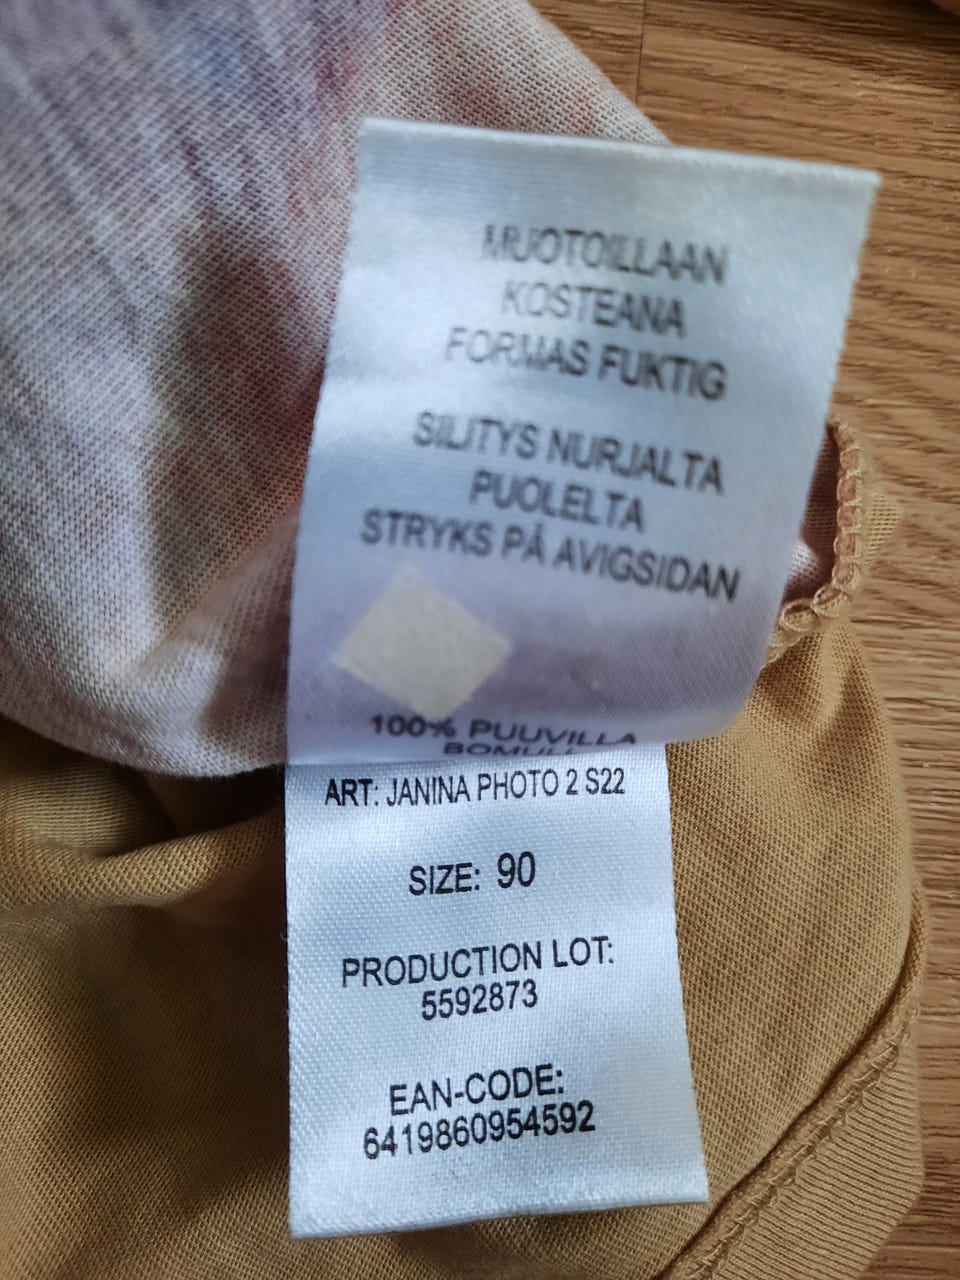 MUOTOILLAAN
KOSTEANA
FORMAS FUKTIG
SILITYS NURJALTA
PUOLELTA
STRYKS PÅ AVIGSIDAN
100% PUUVILLA
BOMULL
ART: JANINA PHOTO 2 S22
SIZE: 90
PRODUCTION LOT:
5592873
EAN-CODE:
6419860954592